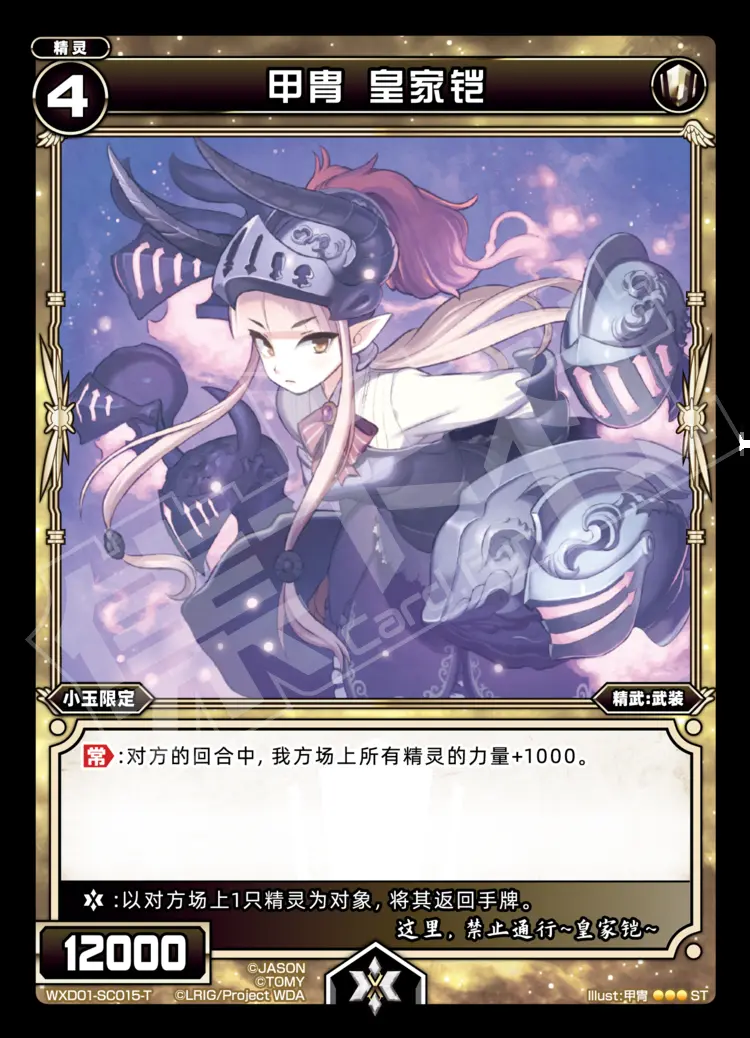 精灵
4
甲胄 皇家铠
小玉限定
精武:武装
常:对方的回合中, 我方场上所有精灵的力量+1000。
:以对方场上1只精灵为对象, 将其返回手牌。
这里, 禁止通行~皇家铠~
12000
©JASON
©TOMY
WXD01-SC015-T ©LRIG/Project WDA
Illust:甲冑 ST